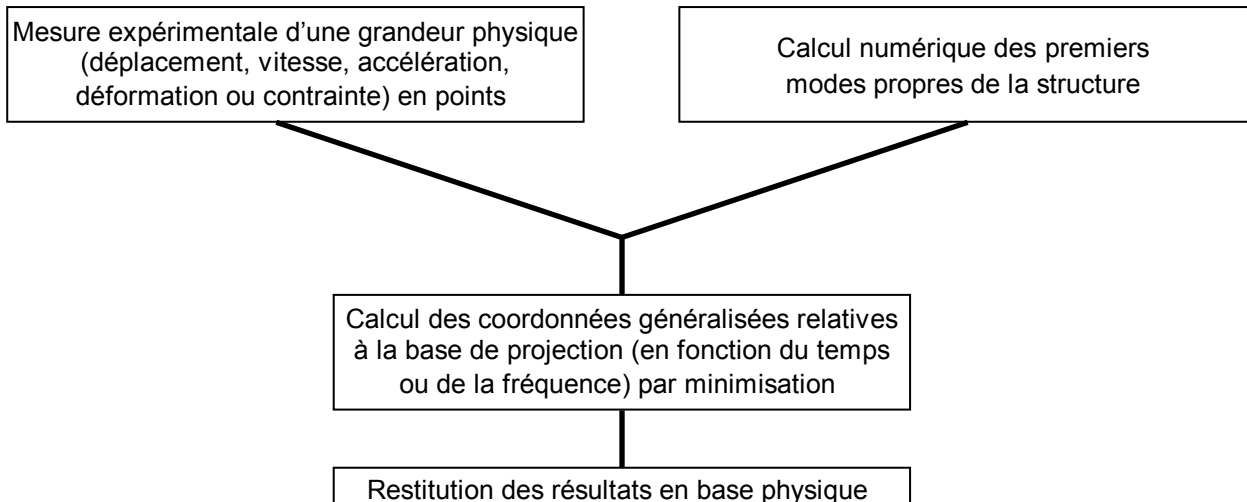 Mesure expérimentale d’une grandeur physique
(déplacement, vitesse, accélération,
déformation ou contrainte) en points
Calcul numérique des premiers
modes propres de la structure
Calcul des coordonnées généralisées relatives
à la base de projection (en fonction du temps
ou de la fréquence) par minimisation
Restitution des résultats en base physique